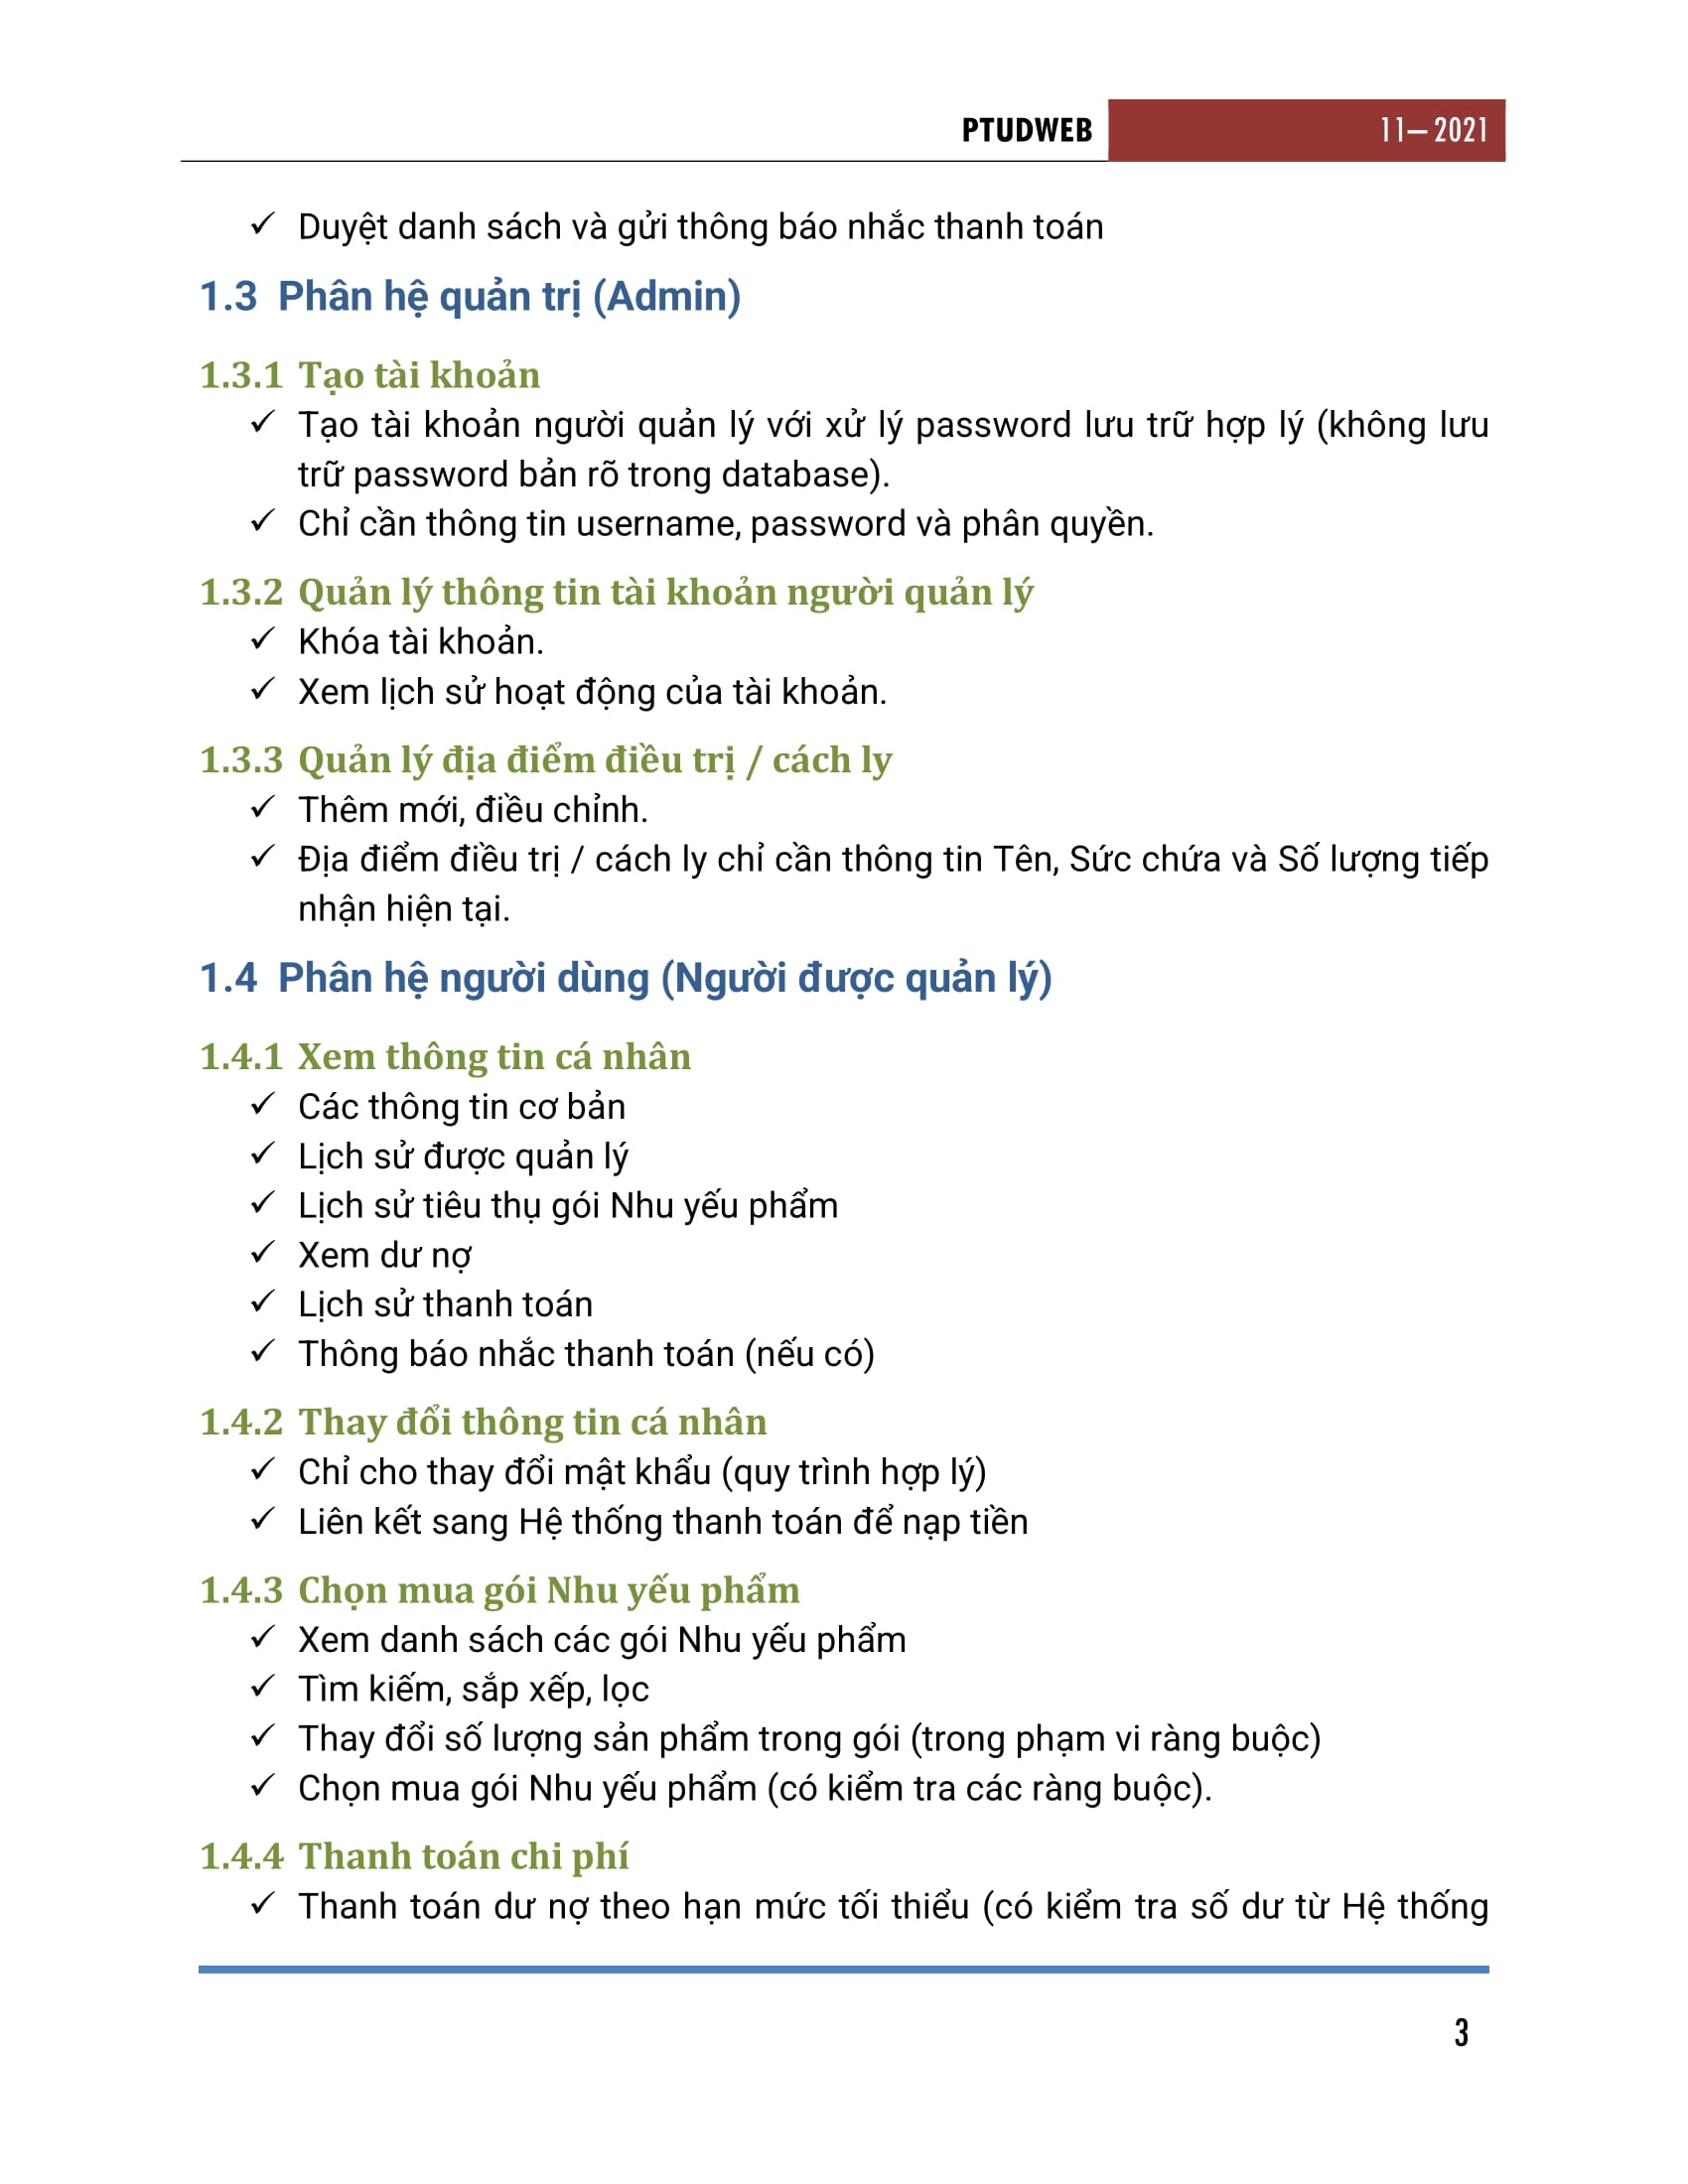 PTUDWEB 11— 2021
✓ Duyệt danh sách và gửi thông báo nhắc thanh toán
1.3 Phân hệ quản trị (Admin)
1.3.1 Tạo tài khoản
✓ Tạo tài khoản người quản lý với xử lý password lưu trữ hợp lý (không lưu
trữ password bản rõ trong database).
✓ Chỉ cần thông tin username, password và phân quyền.
1.3.2 Quản lý thông tin tài khoản người quản lý
✓ Khóa tài khoản.
✓ Xem lịch sử hoạt động của tài khoản.
1.3.3 Quản lý địa điểm điều trị / cách ly
✓ Thêm mới, điều chỉnh.
✓ Địa điểm điều trị / cách ly chỉ cần thông tin Tên, Sức chứa và Số lượng tiếp
nhận hiện tại.
1.4 Phân hệ người dùng (Người được quản lý)
1.4.1 Xem thông tin cá nhân
✓ Các thông tin cơ bản
✓ Lịch sử được quản lý
✓ Lịch sử tiêu thụ gói Nhu yếu phẩm
✓ Xem dư nợ
✓ Lịch sử thanh toán
✓ Thông báo nhắc thanh toán (nếu có)
1.4.2 Thay đổi thông tin cá nhân
✓ Chỉ cho thay đổi mật khẩu (quy trình hợp lý)
✓ Liên kết sang Hệ thống thanh toán để nạp tiền
1.4.3 Chọn mua gói Nhu yếu phẩm
✓ Xem danh sách các gói Nhu yếu phẩm
✓ Tìm kiếm, sắp xếp, lọc
✓ Thay đổi số lượng sản phẩm trong gói (trong phạm vi ràng buộc)
✓ Chọn mua gói Nhu yếu phẩm (có kiểm tra các ràng buộc).
1.4.4 Thanh toán chi phí
✓ Thanh toán dư nợ theo hạn mức tối thiểu (có kiểm tra số dư từ Hệ thống
3